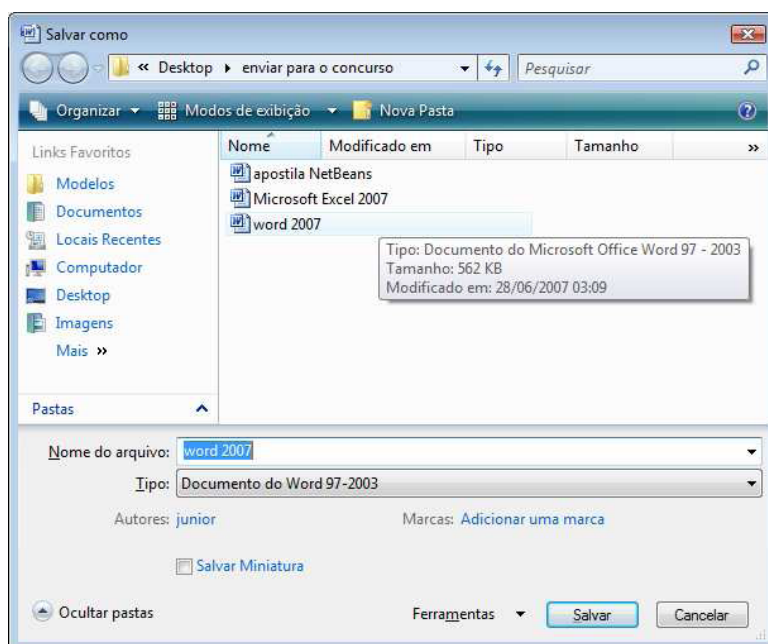 Salvar como
« Desktop ▸ enviar para o concurso
Pesquisar
Organizar
Modos de exibição
Nova Pasta
Links Favoritos
Nome
Modificado em
Tipo
Tamanho
»
Modelos
Documentos
Locais Recentes
Computador
Desktop
Imagens
Mais »
apostila NetBeans
Microsoft Excel 2007
word 2007
Tipo: Documento do Microsoft Office Word 97 - 2003
Tamanho: 562 KB
Modificado em: 28/06/2007 03:09
Pastas
Nome do arquivo: word 2007
Tipo: Documento do Word 97-2003
Autores: junior
Marcas: Adicionar uma marca
Salvar Miniatura
Ocultar pastas
Ferramentas
Salvar
Cancelar